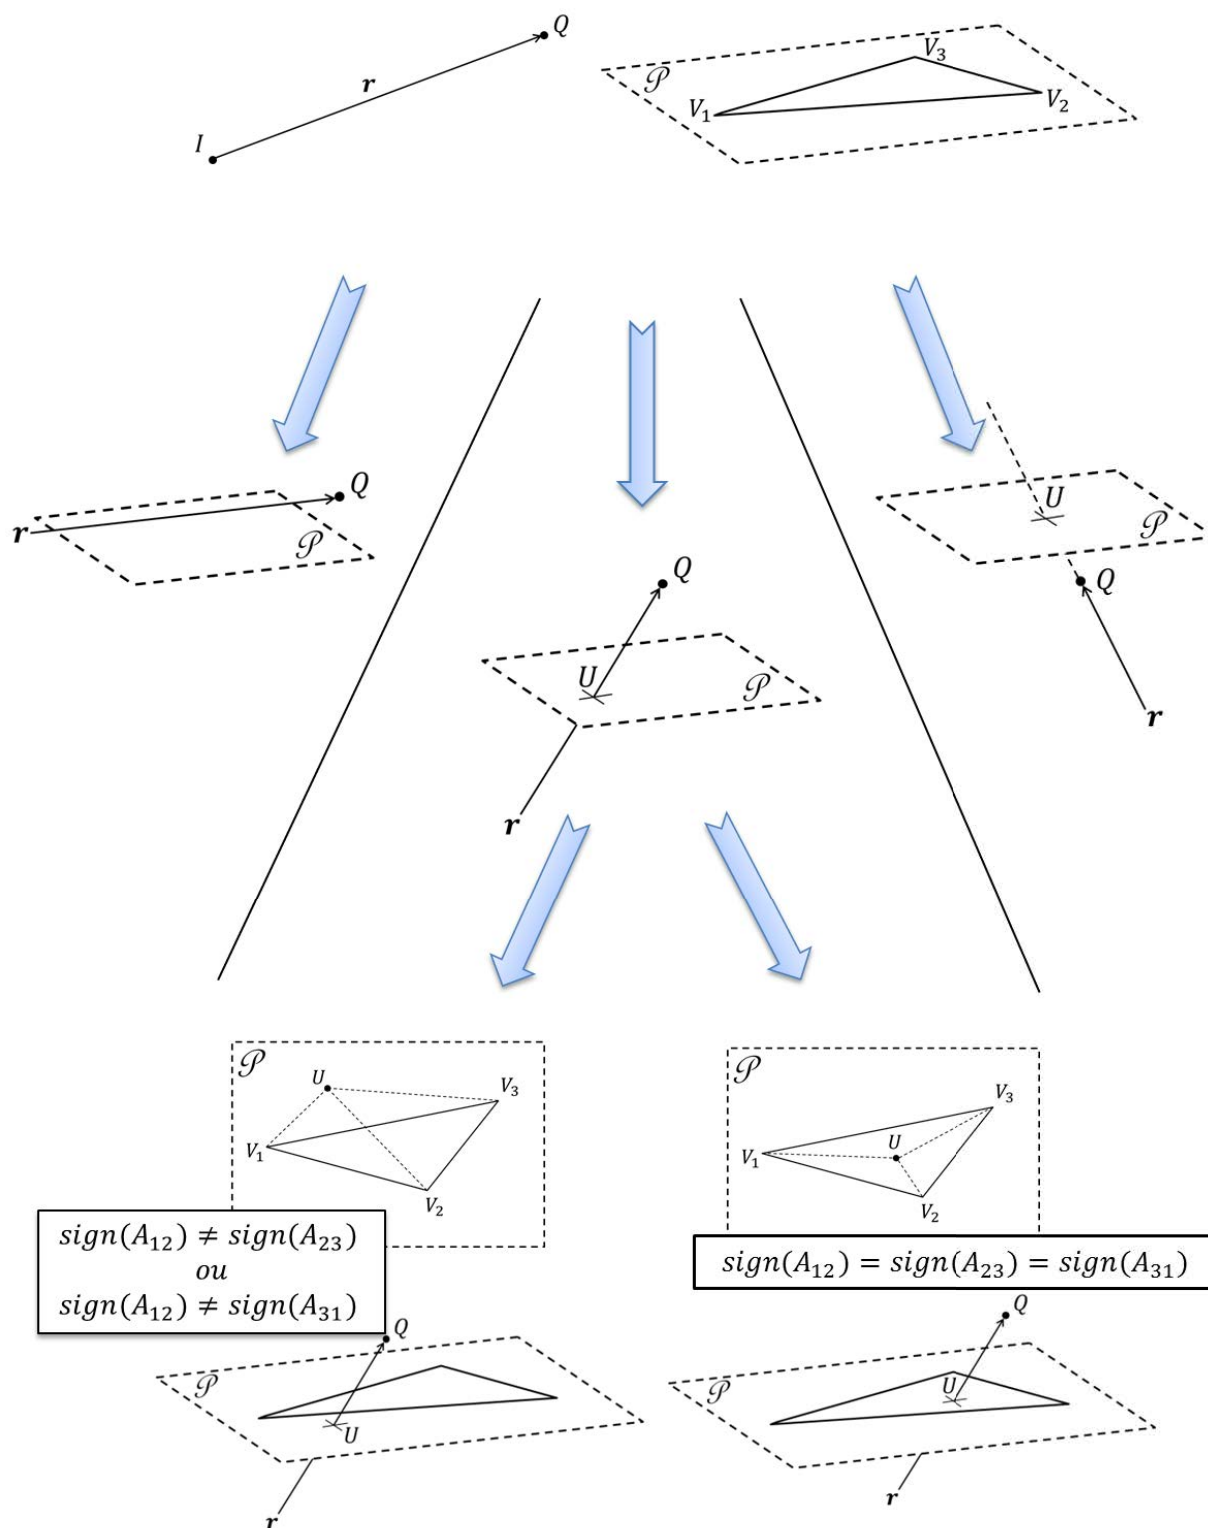 Q
r
I
𝒫
V₃
V₁
V₂
Q
r
𝒫
U
𝒫
Q
r
Q
U
𝒫
r
𝒫
U
V₃
V₁
V₂
𝒫
V₃
U
V₁
V₂
sign(A₁₂) ≠ sign(A₂₃)
ou
sign(A₁₂) ≠ sign(A₃₁)
sign(A₁₂) = sign(A₂₃) = sign(A₃₁)
Q
𝒫
U
r
Q
𝒫
U
r